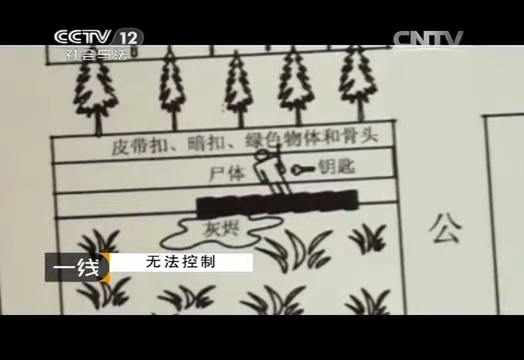 CCTV 12
社会与法
CNTV
皮带扣、暗扣、绿色物体和骨头
尸体
钥匙
灰烬
公
一线
无法控制